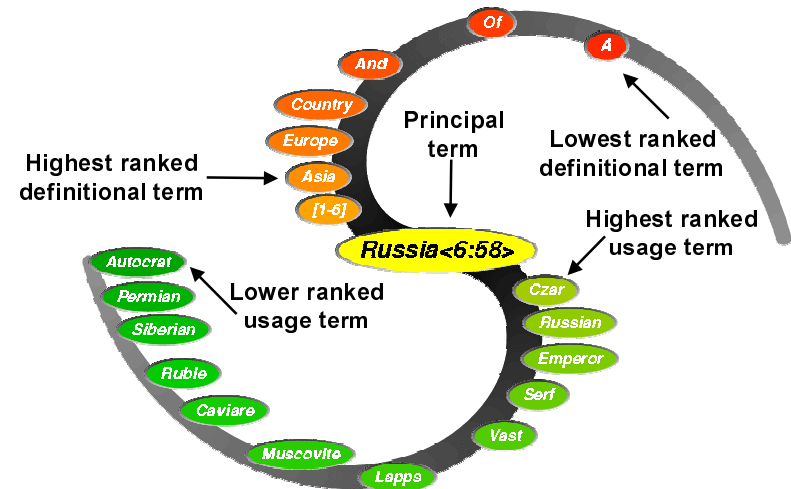 Of
A
And
Country
Europe
Asia
[1-6]
Principal
term
Lowest ranked
definitional term
Highest ranked
definitional term
Highest ranked
usage term
Russia<6:58>
Autocrat
Permian
Siberian
Ruble
Caviare
Muscovite
Lapps
Lower ranked
usage term
Czar
Russian
Emperor
Serf
Vast